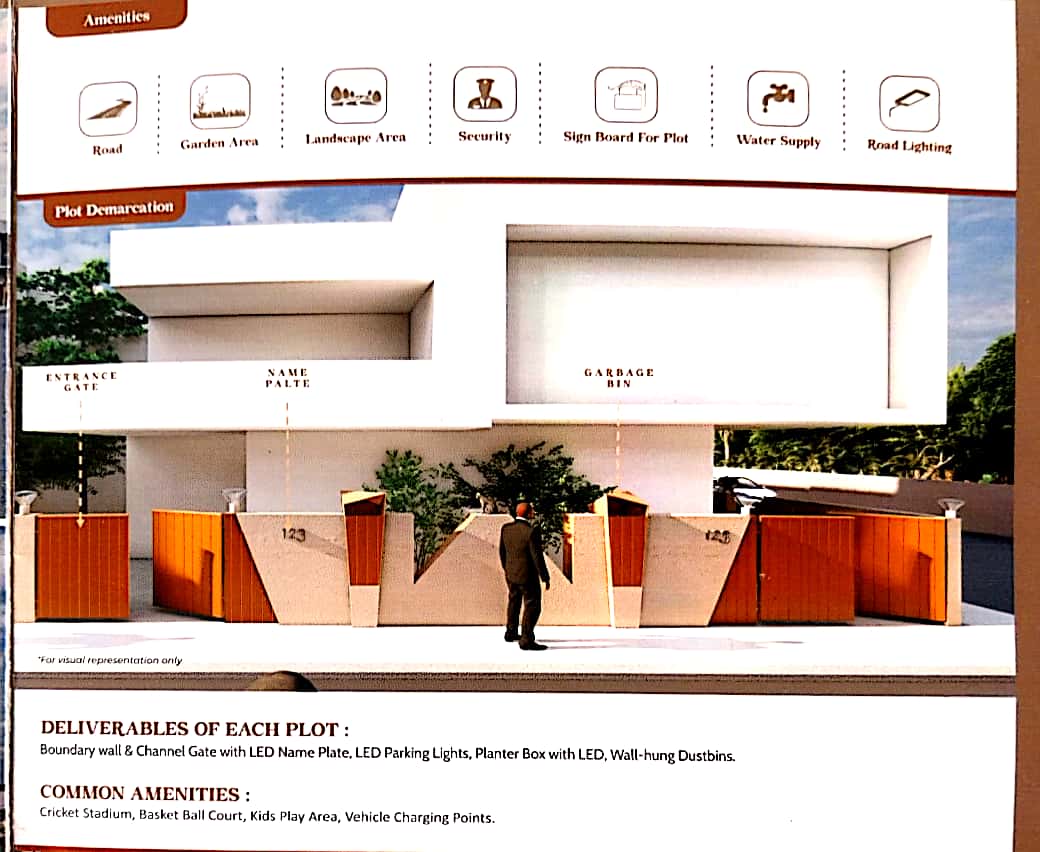 Amenities
Road
Garden Area
Landscape Area
Security
Sign Board For Plot
Water Supply
Road Lighting
Plot Demarcation
ENTRANCE
GATE
NAME
PALTE
GARBAGE
BIN
123
123
*For visual representation only
DELIVERABLES OF EACH PLOT :
Boundary wall & Channel Gate with LED Name Plate, LED Parking Lights, Planter Box with LED, Wall-hung Dustbins.
COMMON AMENITIES :
Cricket Stadium, Basket Ball Court, Kids Play Area, Vehicle Charging Points.